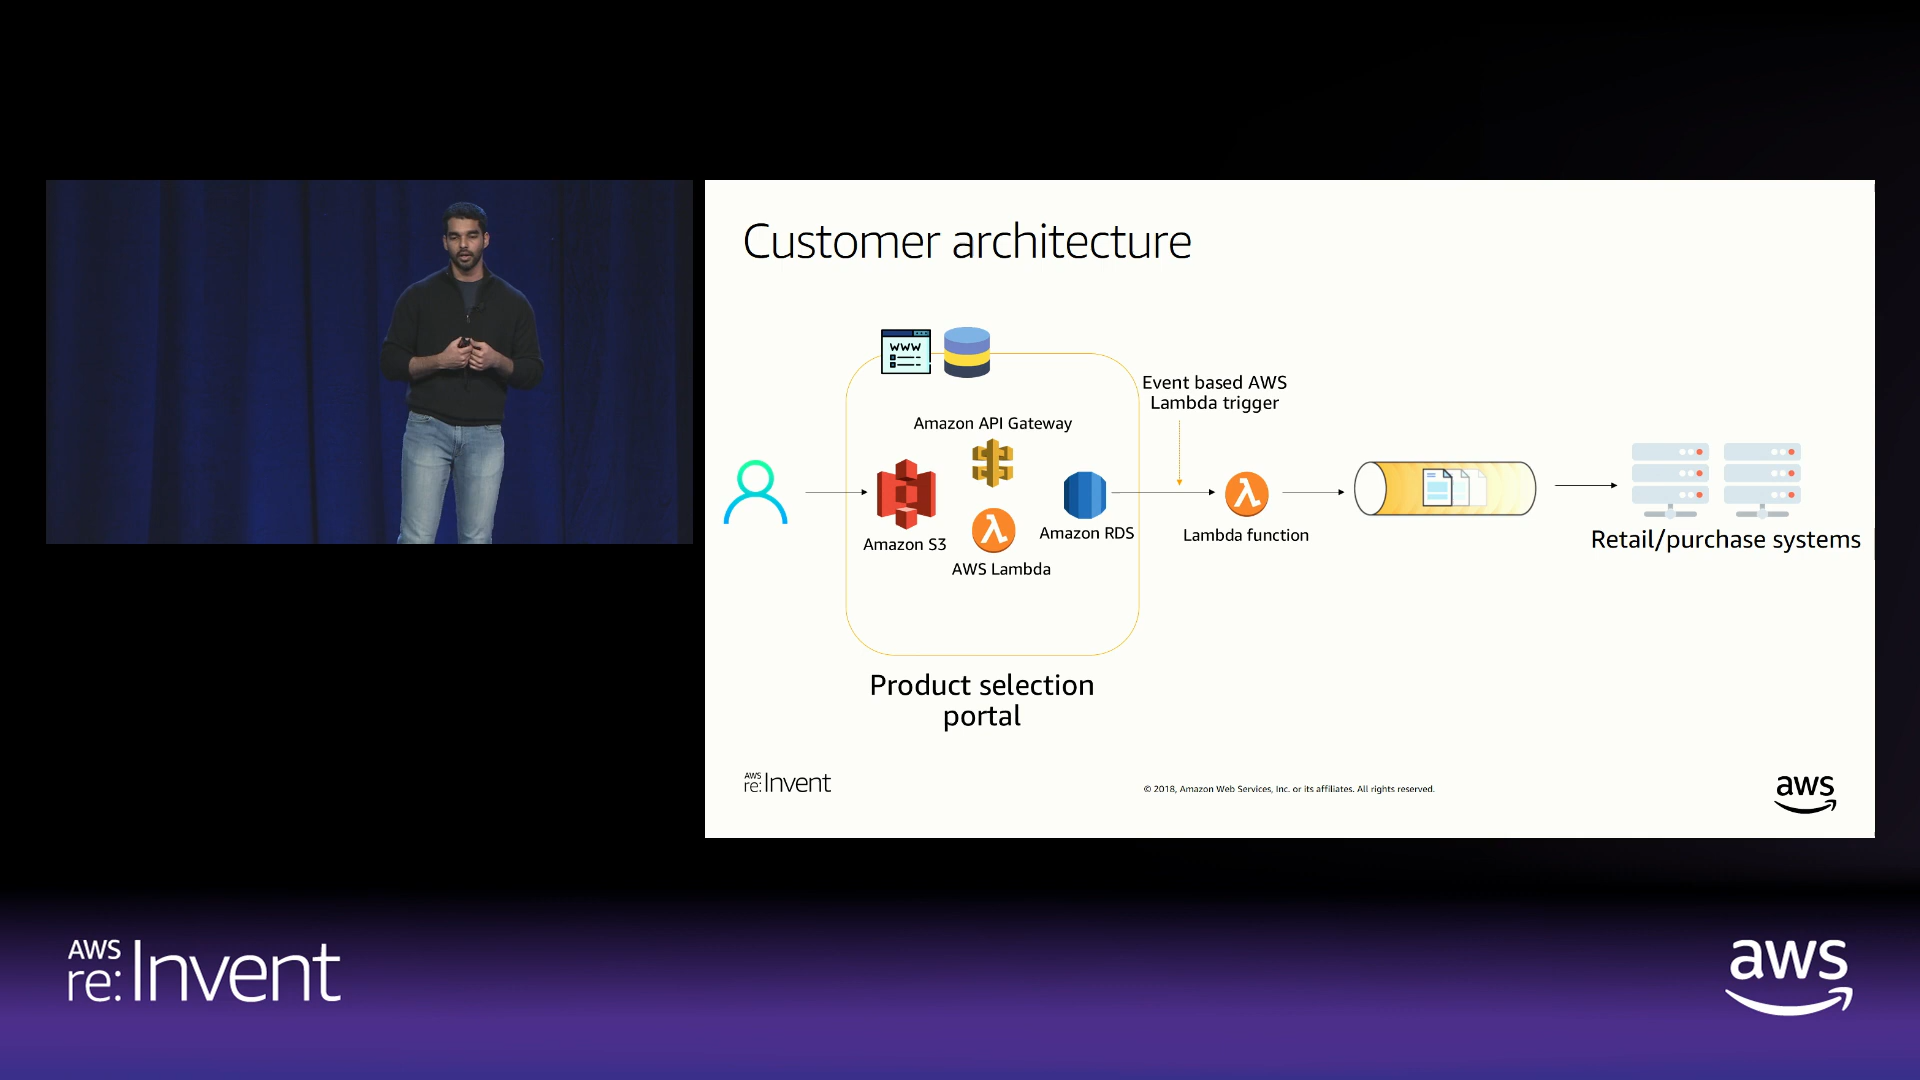 Customer architecture
www
Event based AWS
Lambda trigger
Amazon API Gateway
Amazon S3
AWS Lambda
Amazon RDS
Lambda function
Retail/purchase systems
Product selection
portal
AWS
re:Invent
© 2018, Amazon Web Services, Inc. or its affiliates. All rights reserved.
aws
AWS
re:Invent
aws